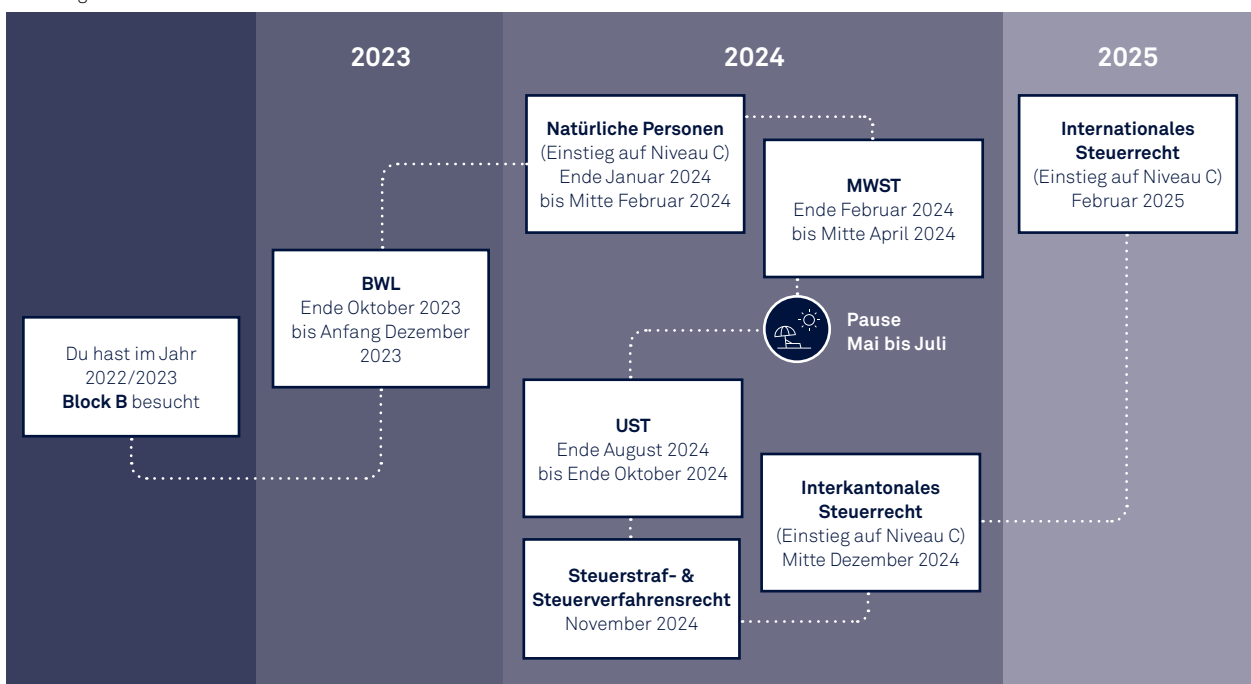 2023
2024
2025
Du hast im Jahr
2022/2023
Block B besucht
BWL
Ende Oktober 2023
bis Anfang Dezember
2023
Natürliche Personen
(Einstieg auf Niveau C)
Ende Januar 2024
bis Mitte Februar 2024
MWST
Ende Februar 2024
bis Mitte April 2024
Pause
Mai bis Juli
UST
Ende August 2024
bis Ende Oktober 2024
Steuerstraf- &
Steuerverfahrensrecht
November 2024
Interkantonales
Steuerrecht
(Einstieg auf Niveau C)
Mitte Dezember 2024
Internationales
Steuerrecht
(Einstieg auf Niveau C)
Februar 2025